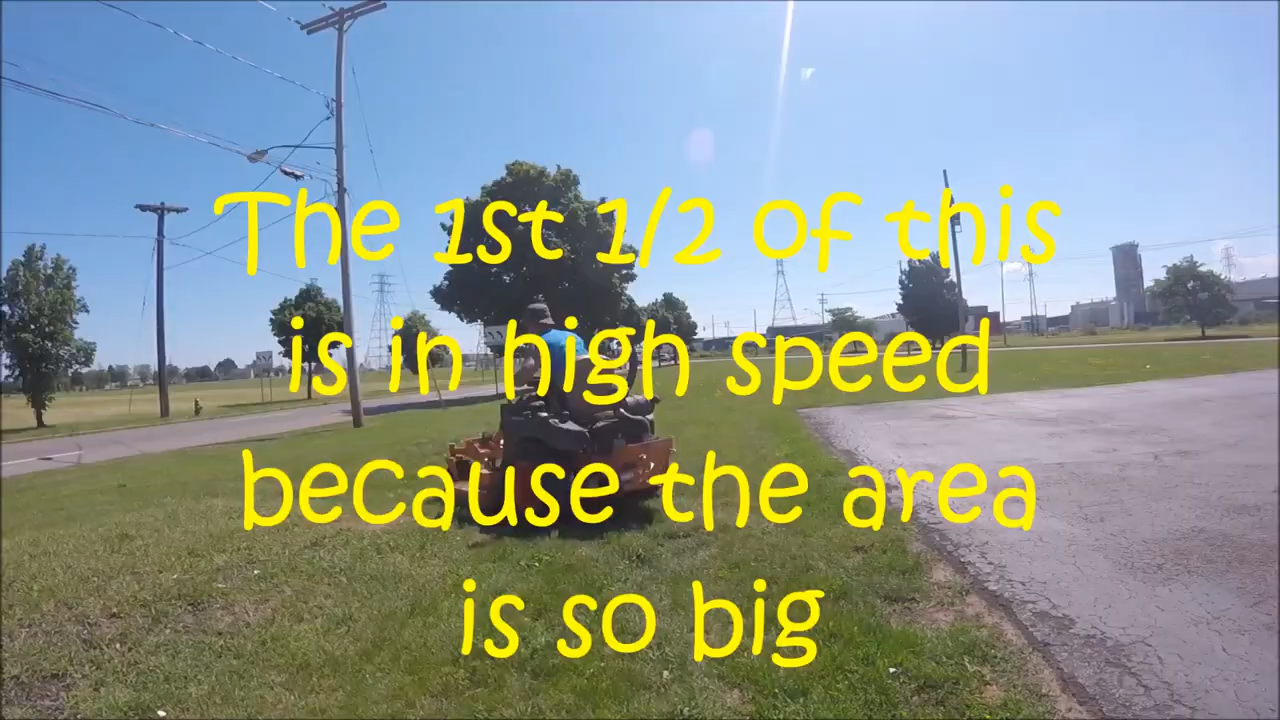 The 1st 1/2 of this
is in high speed
because the area
is so big